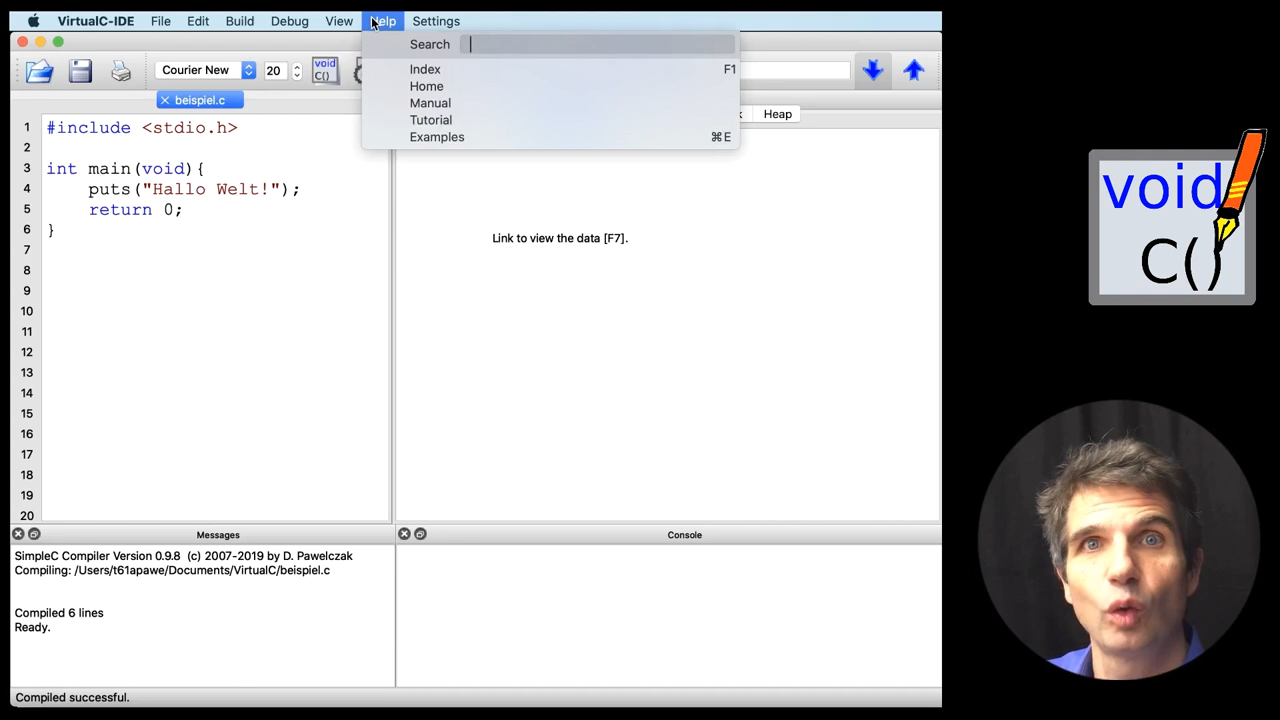 VirtualC-IDE File Edit Build Debug View Help Settings
Search
Index F1
Home
Manual
Tutorial
Examples ⌘E
void
C()
Courier New 20
beispiel.c
Heap
1 #include <stdio.h>
2
3 int main(void){
4 puts("Hallo Welt!");
5 return 0;
6 }
7
8
9
10
11
12
13
14
15
16
17
18
19
20
Link to view the data [F7].
Messages
SimpleC Compiler Version 0.9.8 (c) 2007-2019 by D. Pawelczak
Compiling: /Users/t61apawe/Documents/VirtualC/beispiel.c
Compiled 6 lines
Ready.
Console
Compiled successful.
void
C()